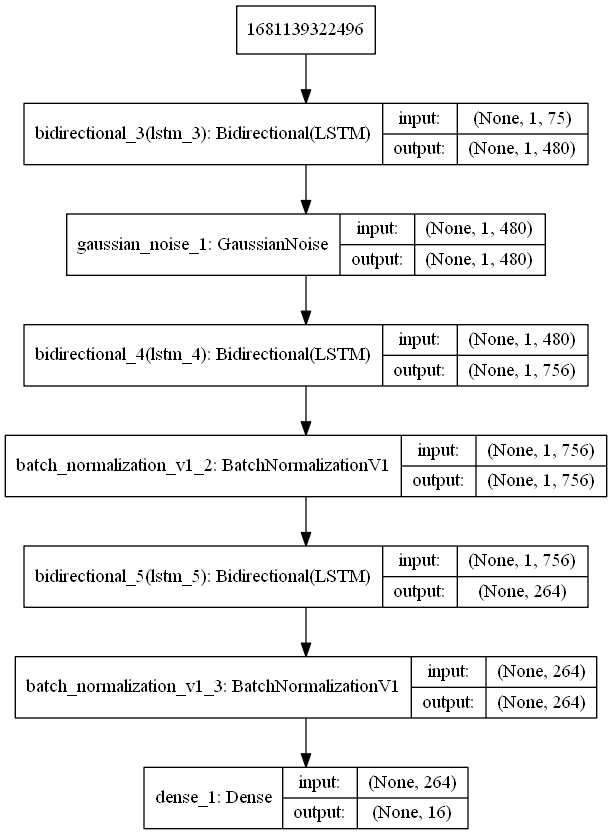 1681139322496
bidirectional_3(lstm_3): Bidirectional(LSTM)
input: (None, 1, 75)
output: (None, 1, 480)
gaussian_noise_1: GaussianNoise
input: (None, 1, 480)
output: (None, 1, 480)
bidirectional_4(lstm_4): Bidirectional(LSTM)
input: (None, 1, 480)
output: (None, 1, 756)
batch_normalization_v1_2: BatchNormalizationV1
input: (None, 1, 756)
output: (None, 1, 756)
bidirectional_5(lstm_5): Bidirectional(LSTM)
input: (None, 1, 756)
output: (None, 264)
batch_normalization_v1_3: BatchNormalizationV1
input: (None, 264)
output: (None, 264)
dense_1: Dense
input: (None, 264)
output: (None, 16)